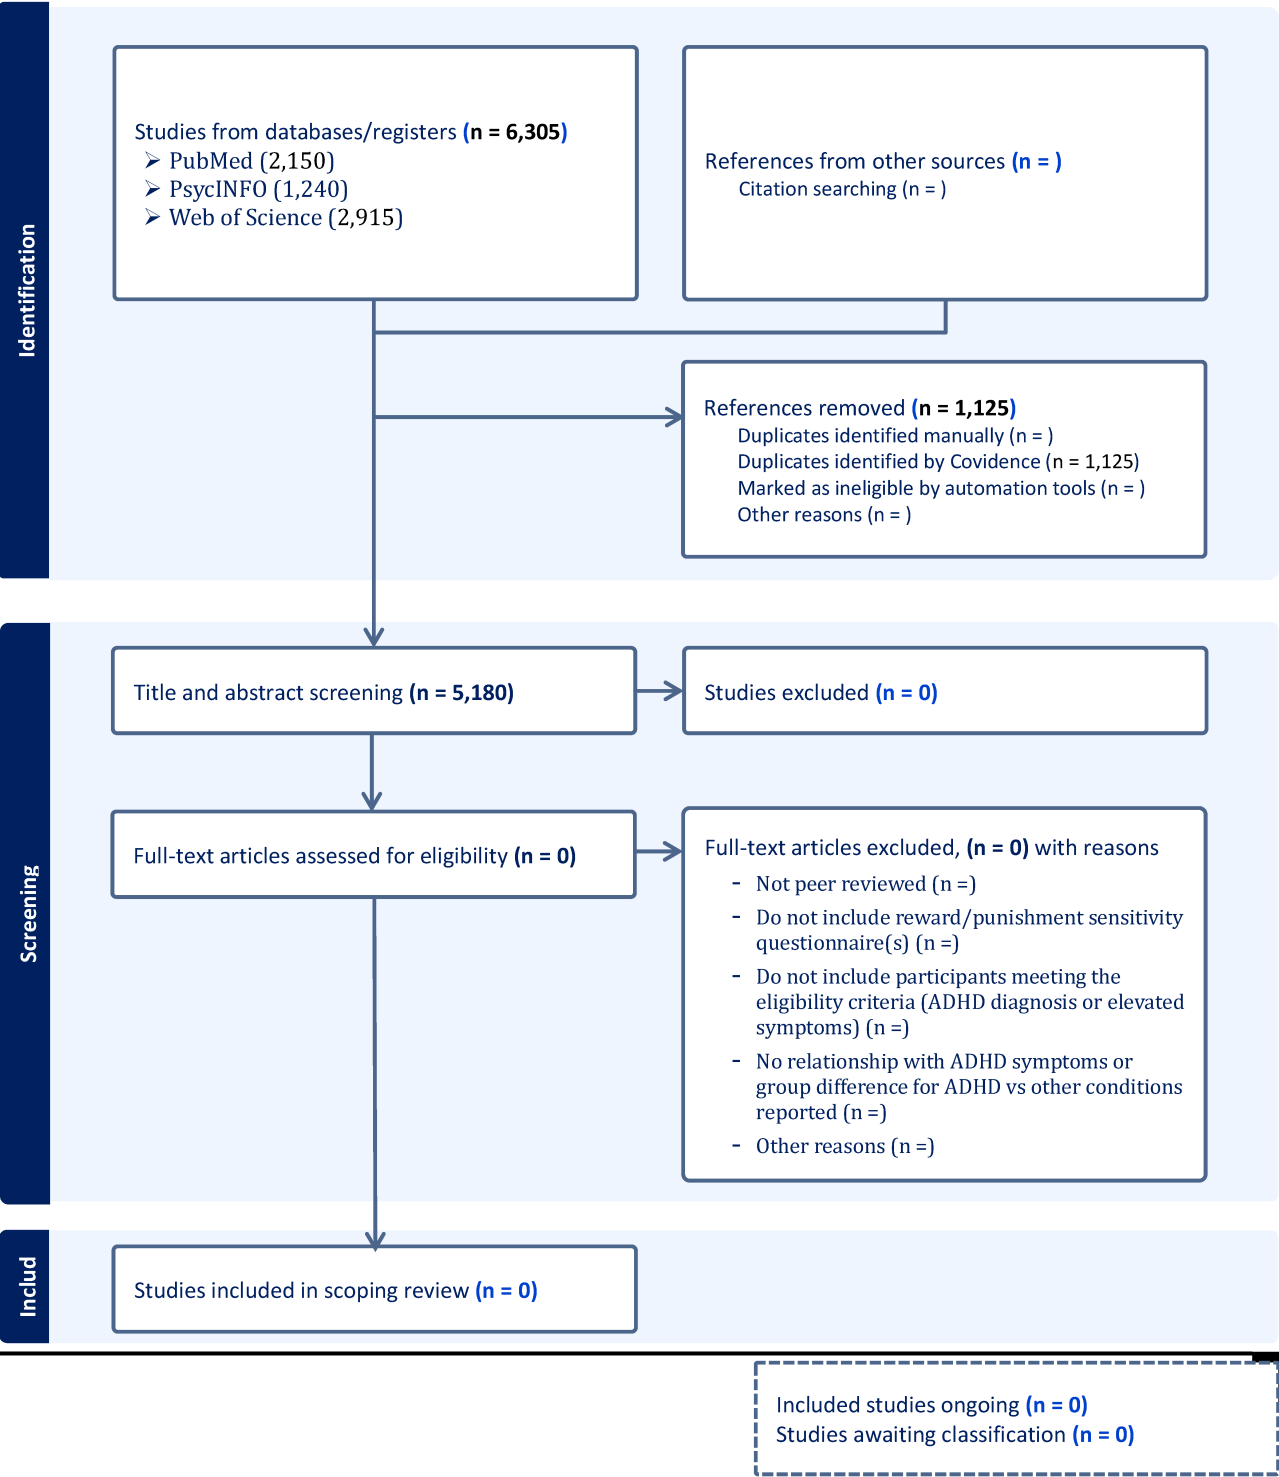 Identification
Studies from databases/registers (n = 6,305)
➢ PubMed (2,150)
➢ PsycINFO (1,240)
➢ Web of Science (2,915)
References from other sources (n = )
Citation searching (n = )
References removed (n = 1,125)
Duplicates identified manually (n = )
Duplicates identified by Covidence (n = 1,125)
Marked as ineligible by automation tools (n = )
Other reasons (n = )
Screening
Title and abstract screening (n = 5,180)
Studies excluded (n = 0)
Full-text articles assessed for eligibility (n = 0)
Full-text articles excluded, (n = 0) with reasons
- Not peer reviewed (n =)
- Do not include reward/punishment sensitivity
questionnaire(s) (n =)
- Do not include participants meeting the
eligibility criteria (ADHD diagnosis or elevated
symptoms) (n =)
- No relationship with ADHD symptoms or
group difference for ADHD vs other conditions
reported (n =)
- Other reasons (n =)
Includ
Studies included in scoping review (n = 0)
Included studies ongoing (n = 0)
Studies awaiting classification (n = 0)